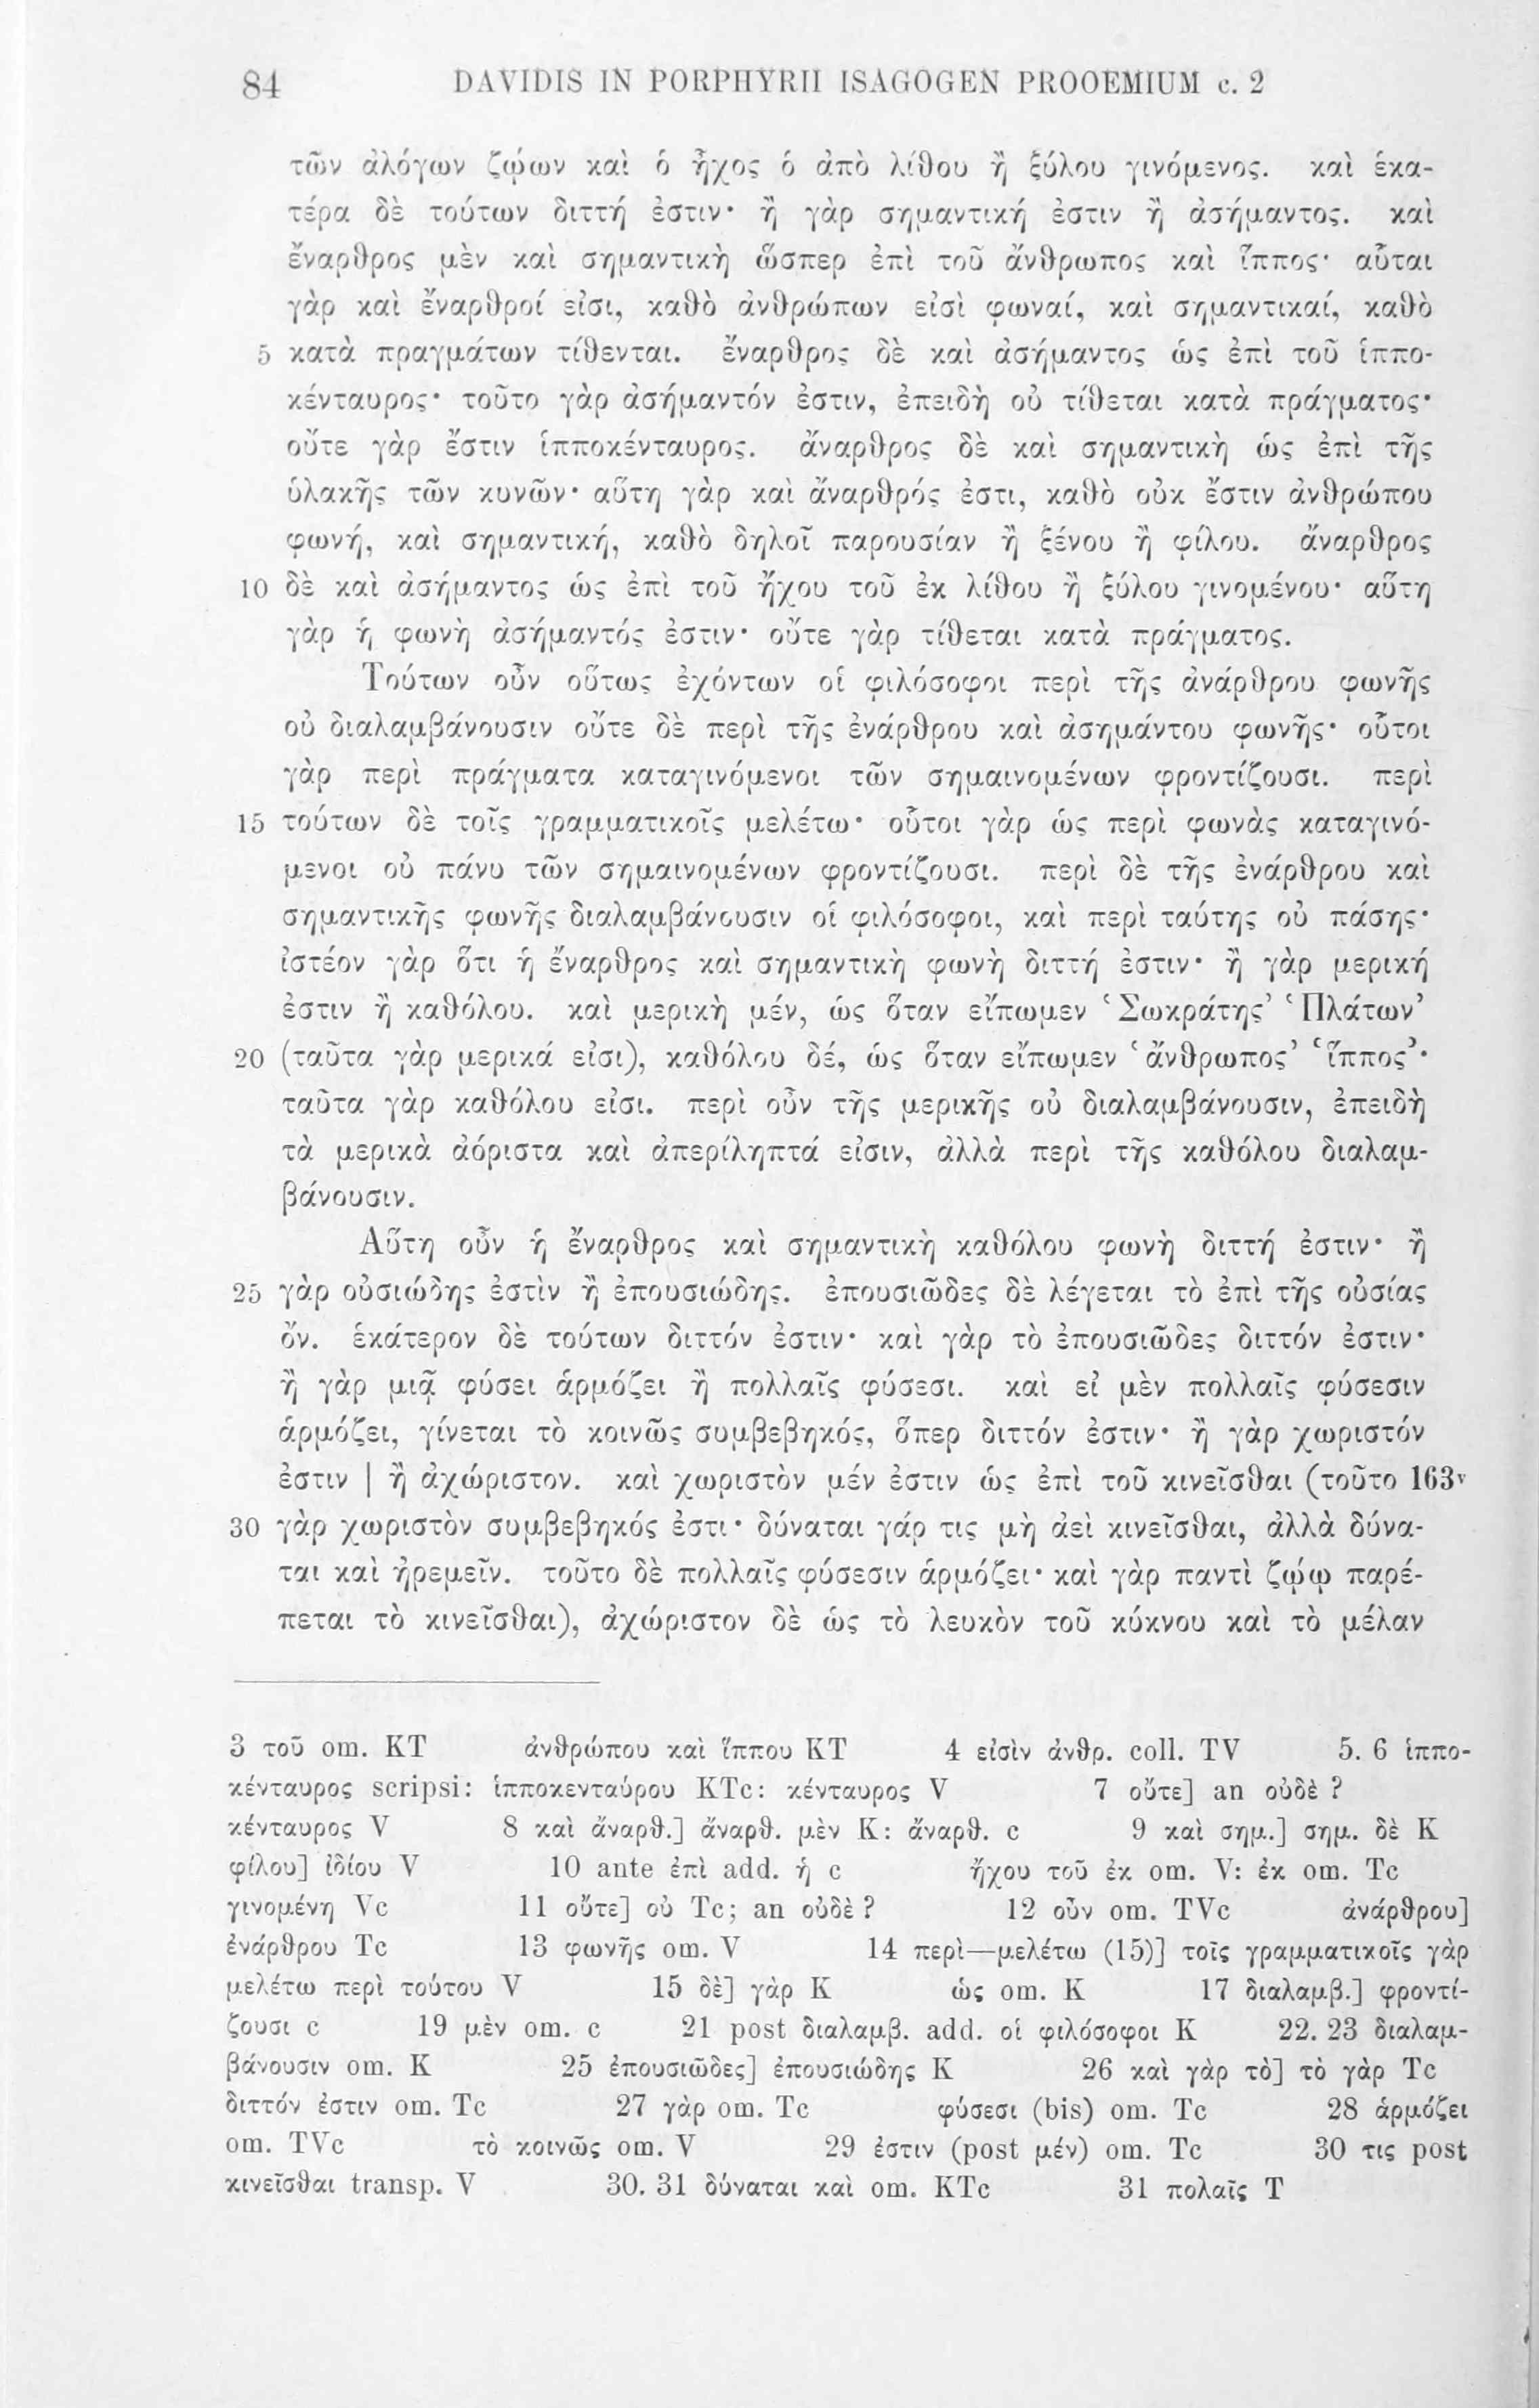 84 DAVIDIS IN PORPHYRII ISAGOGEN PROOEMIUM c. 2
τῶν ἀλόγων ζῴων καὶ ὁ ἦχος ὁ ἀπὸ λίθου ἢ ξύλου γινόμενος. καὶ ἑκα-
τέρα δὲ τούτων διττή ἐστιν· ἢ γὰρ σημαντική ἐστιν ἢ ἀσήμαντος. καὶ
ἔναρθρος μὲν καὶ σημαντικὴ ὥσπερ ἐπὶ τοῦ ἄνθρωπος καὶ ἵππος· αὗται
γὰρ καὶ ἔναρθροί εἰσι, καθὸ ἀνθρώπων εἰσὶ φωναί, καὶ σημαντικαί, καθὸ
5 κατὰ πραγμάτων τίθενται. ἔναρθρος δὲ καὶ ἀσήμαντος ὡς ἐπὶ τοῦ ἱππο-
κένταυρος· τοῦτο γὰρ ἀσήμαντόν ἐστιν, ἐπειδὴ οὐ τίθεται κατὰ πράγματος·
οὔτε γὰρ ἔστιν ἱπποκένταυρος. ἄναρθρος δὲ καὶ σημαντικὴ ὡς ἐπὶ τῆς
ὑλακῆς τῶν κυνῶν· αὕτη γὰρ καὶ ἄναρθρός ἐστι, καθὸ οὐκ ἔστιν ἀνθρώπου
φωνή, καὶ σημαντική, καθὸ δηλοῖ παρουσίαν ἢ ξένου ἢ φίλου. ἄναρθρος
10 δὲ καὶ ἀσήμαντος ὡς ἐπὶ τοῦ ἤχου τοῦ ἐκ λίθου ἢ ξύλου γινομένου· αὕτη
γὰρ ἡ φωνὴ ἀσήμαντός ἐστιν· οὔτε γὰρ τίθεται κατὰ πράγματος.
Τούτων οὖν οὕτως ἐχόντων οἱ φιλόσοφοι περὶ τῆς ἀνάρθρου φωνῆς
οὐ διαλαμβάνουσιν οὔτε δὲ περὶ τῆς ἐνάρθρου καὶ ἀσημάντου φωνῆς· οὗτοι
γὰρ περὶ πράγματα καταγινόμενοι τῶν σημαινομένων φροντίζουσι. περὶ
15 τούτων δὲ τοῖς γραμματικοῖς μελέτω· οὗτοι γὰρ ὡς περὶ φωνὰς καταγινό-
μενοι οὐ πάνυ τῶν σημαινομένων φροντίζουσι. περὶ δὲ τῆς ἐνάρθρου καὶ
σημαντικῆς φωνῆς διαλαμβάνουσιν οἱ φιλόσοφοι, καὶ περὶ ταύτης οὐ πάσης·
ἰστέον γὰρ ὅτι ἡ ἔναρθρος καὶ σημαντικὴ φωνὴ διττή ἐστιν· ἢ γὰρ μερική
ἐστιν ἢ καθόλου. καὶ μερικὴ μέν, ὡς ὅταν εἴπωμεν ‘Σωκράτης’ ‘Πλάτων’
20 (ταῦτα γὰρ μερικά εἰσι), καθόλου δέ, ὡς ὅταν εἴπωμεν ‘ἄνθρωπος’ ‘ἵππος’·
ταῦτα γὰρ καθόλου εἰσι. περὶ οὖν τῆς μερικῆς οὐ διαλαμβάνουσιν, ἐπειδὴ
τὰ μερικὰ ἀόριστα καὶ ἀπερίληπτά εἰσιν, ἀλλὰ περὶ τῆς καθόλου διαλαμ-
βάνουσιν.
Αὕτη οὖν ἡ ἔναρθρος καὶ σημαντικὴ καθόλου φωνὴ διττή ἐστιν· ἢ
25 γὰρ οὐσιώδης ἐστὶν ἢ ἐπουσιώδης. ἐπουσιῶδες δὲ λέγεται τὸ ἐπὶ τῆς οὐσίας
ὄν. ἑκάτερον δὲ τούτων διττόν ἐστιν· καὶ γὰρ τὸ ἐπουσιῶδες διττόν ἐστιν·
ἢ γὰρ μιᾷ φύσει ἁρμόζει ἢ πολλαῖς φύσεσι. καὶ εἰ μὲν πολλαῖς φύσεσιν
ἁρμόζει, γίνεται τὸ κοινῶς συμβεβηκός, ὅπερ διττόν ἐστιν· ἢ γὰρ χωριστόν
ἐστιν | ἢ ἀχώριστον. καὶ χωριστὸν μέν ἐστιν ὡς ἐπὶ τοῦ κινεῖσθαι (τοῦτο 163ᵛ
30 γὰρ χωριστὸν συμβεβηκός ἐστι· δύναται γάρ τις μὴ ἀεὶ κινεῖσθαι, ἀλλὰ δύνα-
ται καὶ ἠρεμεῖν. τοῦτο δὲ πολλαῖς φύσεσιν ἁρμόζει· καὶ γὰρ παντὶ ζῴῳ παρέ-
πεται τὸ κινεῖσθαι), ἀχώριστον δὲ ὡς τὸ λευκὸν τοῦ κύκνου καὶ τὸ μέλαν
3 τοῦ om. KT ἀνθρώπου καὶ ἵππου KT 4 εἰσὶν ἀνθρ. coll. TV 5. 6 ἱππο-
κένταυρος scripsi: ἱπποκενταύρου KTc: κένταυρος V 7 οὔτε] an οὐδὲ ?
κένταυρος V 8 καὶ ἄναρθ.] ἄναρθ. μὲν K: ἄναρθ. c 9 καὶ σημ.] σημ. δὲ K
φίλου] ἰδίου V 10 ante ἐπὶ add. ἡ c ἤχου τοῦ ἐκ om. V: ἐκ om. Tc
γινομένη Vc 11 οὔτε] οὐ Tc; an οὐδὲ ? 12 οὖν om. TVc ἀνάρθρου]
ἐνάρθρου Tc 13 φωνῆς om. V 14 περὶ—μελέτω (15)] τοῖς γραμματικοῖς γὰρ
μελέτω περὶ τούτου V 15 δὲ] γὰρ K ὡς om. K 17 διαλαμβ.] φροντί-
ζουσι c 19 μὲν om. c 21 post διαλαμβ. add. οἱ φιλόσοφοι K 22. 23 διαλαμ-
βάνουσιν om. K 25 ἐπουσιῶδες] ἐπουσιώδης K 26 καὶ γὰρ τὸ] τὸ γὰρ Tc
διττόν ἐστιν om. Tc 27 γὰρ om. Tc φύσεσι (bis) om. Tc 28 ἁρμόζει
om. TVc τὸ κοινῶς om. V 29 ἐστιν (post μέν) om. Tc 30 τις post
κινεῖσθαι transp. V 30. 31 δύναται καὶ om. KTc 31 πολαῖς T